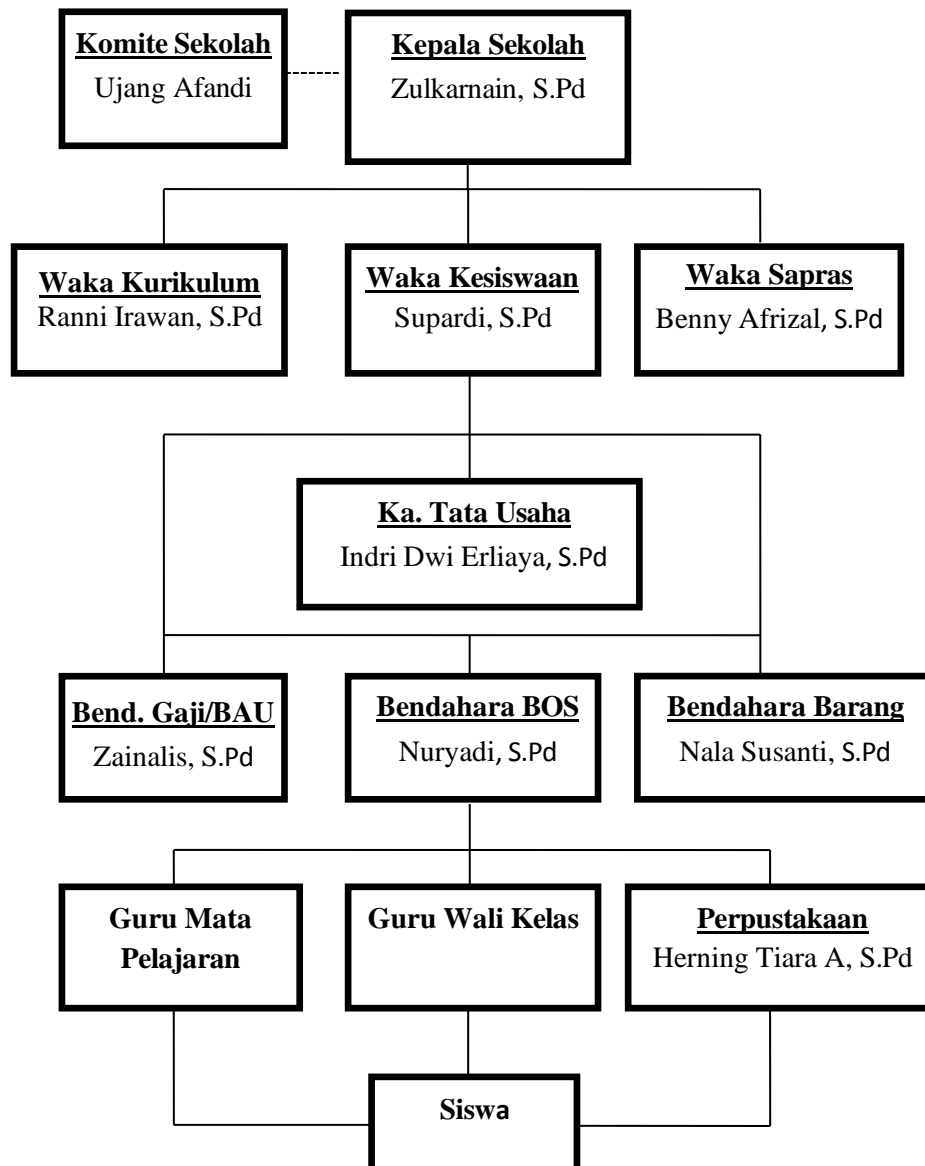 Komite Sekolah
Ujang Afandi
Kepala Sekolah
Zulkarnain, S.Pd
Waka Kurikulum
Ranni Irawan, S.Pd
Waka Kesiswaan
Supardi, S.Pd
Waka Sapras
Benny Afrizal, S.Pd
Ka. Tata Usaha
Indri Dwi Erliaya, S.Pd
Bend. Gaji/BAU
Zainalis, S.Pd
Bendahara BOS
Nuryadi, S.Pd
Bendahara Barang
Nala Susanti, S.Pd
Guru Mata
Pelajaran
Guru Wali Kelas
Perpustakaan
Herning Tiara A, S.Pd
Siswa